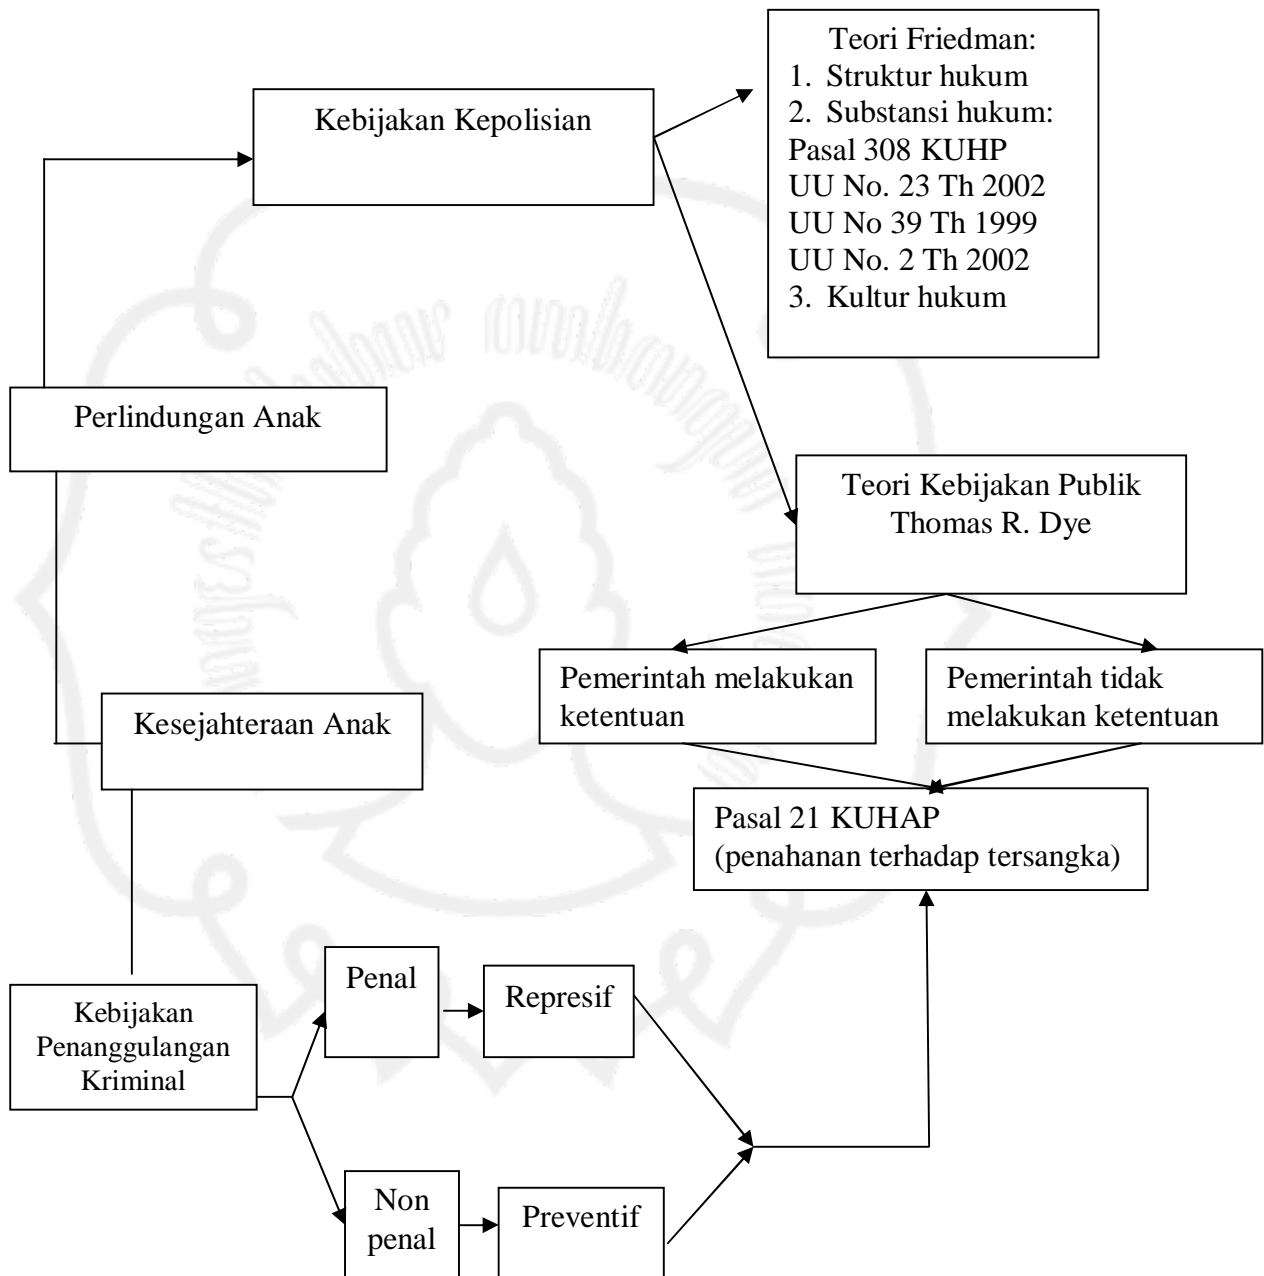 Teori Friedman:
1. Struktur hukum
2. Substansi hukum:
Pasal 308 KUHP
UU No. 23 Th 2002
UU No 39 Th 1999
UU No. 2 Th 2002
3. Kultur hukum
Kebijakan Kepolisian
Perlindungan Anak
Teori Kebijakan Publik
Thomas R. Dye
Pemerintah melakukan
ketentuan
Pemerintah tidak
melakukan ketentuan
Kesejahteraan Anak
Pasal 21 KUHAP
(penahanan terhadap tersangka)
Kebijakan
Penanggulangan
Kriminal
Penal
Represif
Non
penal
Preventif